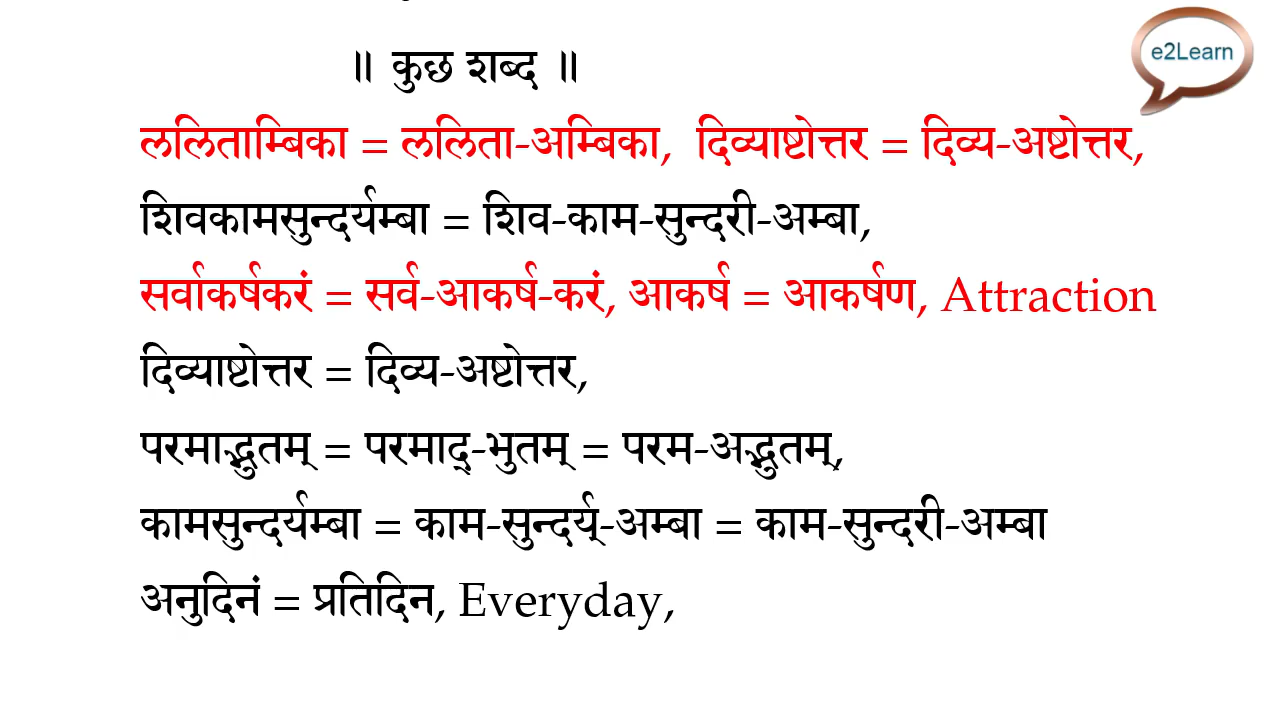 ॥ कुछ शब्द ॥
e2Learn
ललिताम्बिका = ललिता-अम्बिका, दिव्याष्टोत्तर = दिव्य-अष्टोत्तर,
शिवकामसुन्दर्यम्बा = शिव-काम-सुन्दरी-अम्बा,
सर्वाकर्षकरं = सर्व-आकर्ष-करं, आकर्ष = आकर्षण, Attraction
दिव्याष्टोत्तर = दिव्य-अष्टोत्तर,
परमाद्भुतम् = परमाद्-भुतम् = परम-अद्भुतम्,
कामसुन्दर्यम्बा = काम-सुन्दर्य्-अम्बा = काम-सुन्दरी-अम्बा
अनुदिनं = प्रतिदिन, Everyday,